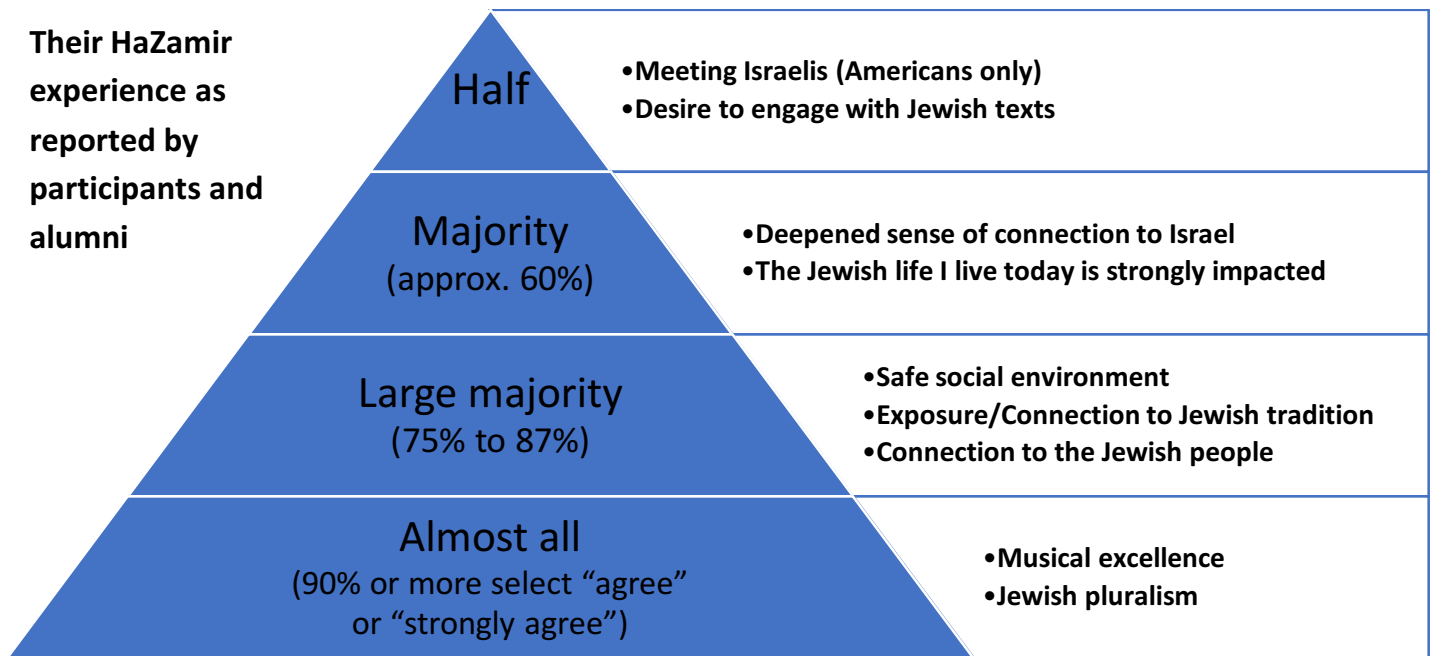 Their HaZamir
experience as
reported by
participants and
alumni
Half
•Meeting Israelis (Americans only)
•Desire to engage with Jewish texts
Majority
(approx. 60%)
•Deepened sense of connection to Israel
•The Jewish life I live today is strongly impacted
Large majority
(75% to 87%)
•Safe social environment
•Exposure/Connection to Jewish tradition
•Connection to the Jewish people
Almost all
(90% or more select “agree”
or “strongly agree”)
•Musical excellence
•Jewish pluralism